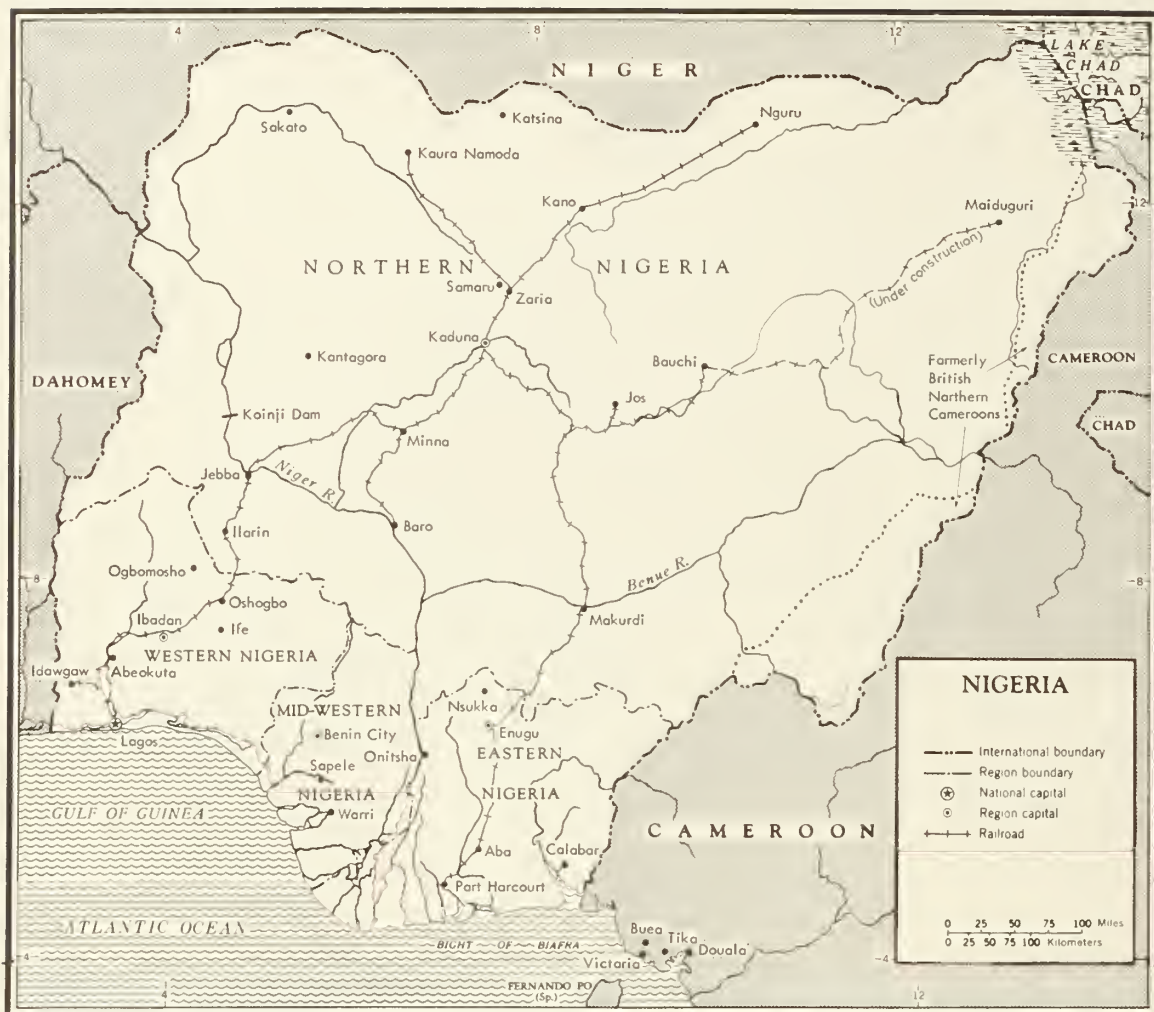 4
8
12
LAKE
CHAD
CHAD
NIGER
Sakato
Katsina
Nguru
Kaura Namoda
Kano
12
Maiduguri
NORTHERN NIGERIA
(Under construction)
Samaru
Zaria
Kaduna
Kantagora
Bauchi
Formerly
British
Narthern
Cameroons
CAMEROON
DAHOMEY
Jos
Koinji Dam
CHAD
Minna
Jebba
Niger R.
Baro
Ilarin
Ogbomosho
8
8
Benue R.
Oshogbo
Makurdi
Ibadan
Ife
WESTERN NIGERIA
Idawgaw
Abeokuta
Nsukka
MID-WESTERN
Lagos
Benin City
Enugu
Onitsha
EASTERN
Sapele
NIGERIA
NIGERIA
Warri
GULF OF GUINEA
CAMEROON
Aba
Calabar
Part Harcourt
ATLANTIC OCEAN
BIGHT OF BIAFRA
Buea
Tika
Victoria
Douala
4
FERNANDO PO
(Sp.)
4
12
NIGERIA
International boundary
Region boundary
National capital
Region capital
Railroad
0 25 50 75 100 Miles
0 25 50 75 100 Kilometers